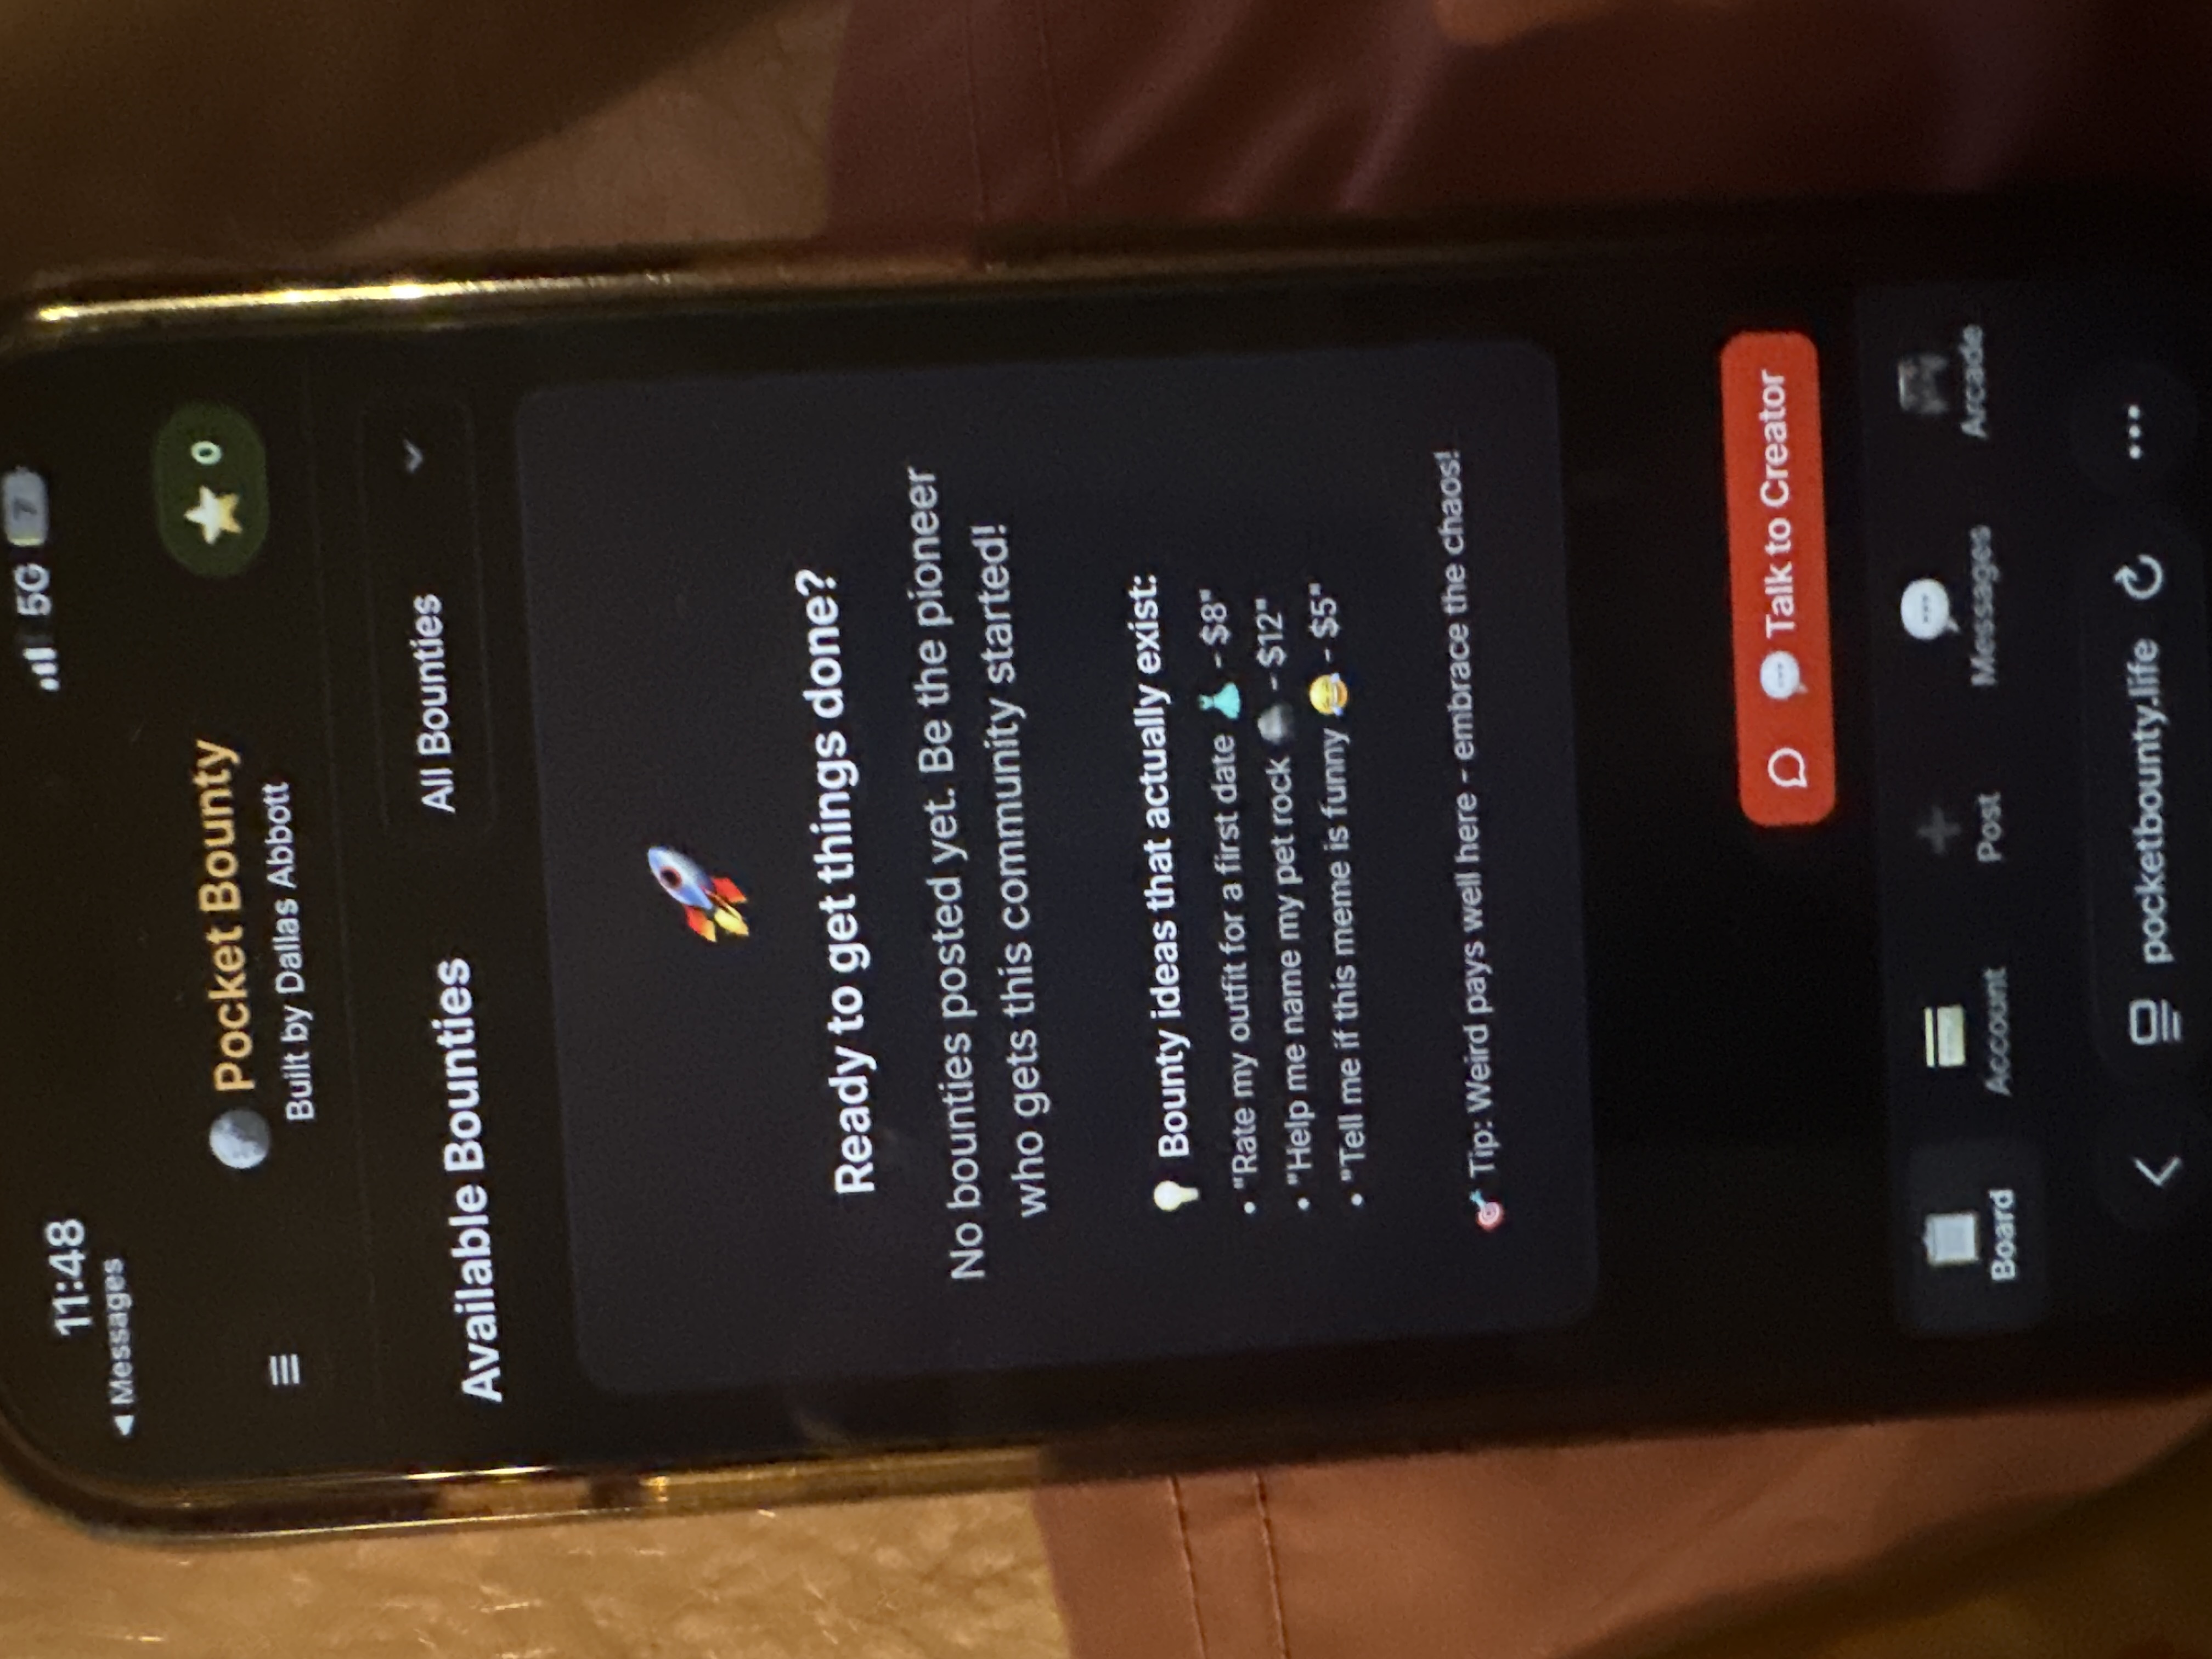 11:48
5G 7
◀ Messages
Pocket Bounty
⭐ 0
Built by Dallas Abbott
Available Bounties
All Bounties
Ready to get things done?
No bounties posted yet. Be the pioneer
who gets this community started!
💡 Bounty ideas that actually exist:
• "Rate my outfit for a first date 👗 - $8"
• "Help me name my pet rock 🪨 - $12"
• "Tell me if this meme is funny 😂 - $5"
🎯 Tip: Weird pays well here - embrace the chaos!
💬 Talk to Creator
Board
Account
Post
Messages
Arcade
pocketbounty.life